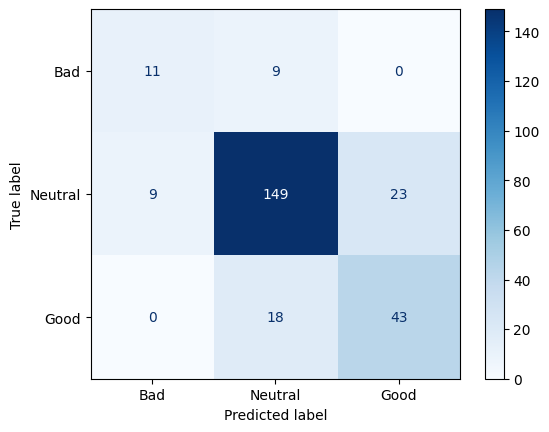 140
Bad 11 9 0
120
100
True label
Neutral 9 149 23
80
60
40
Good 0 18 43
20
0
Bad Neutral Good
Predicted label